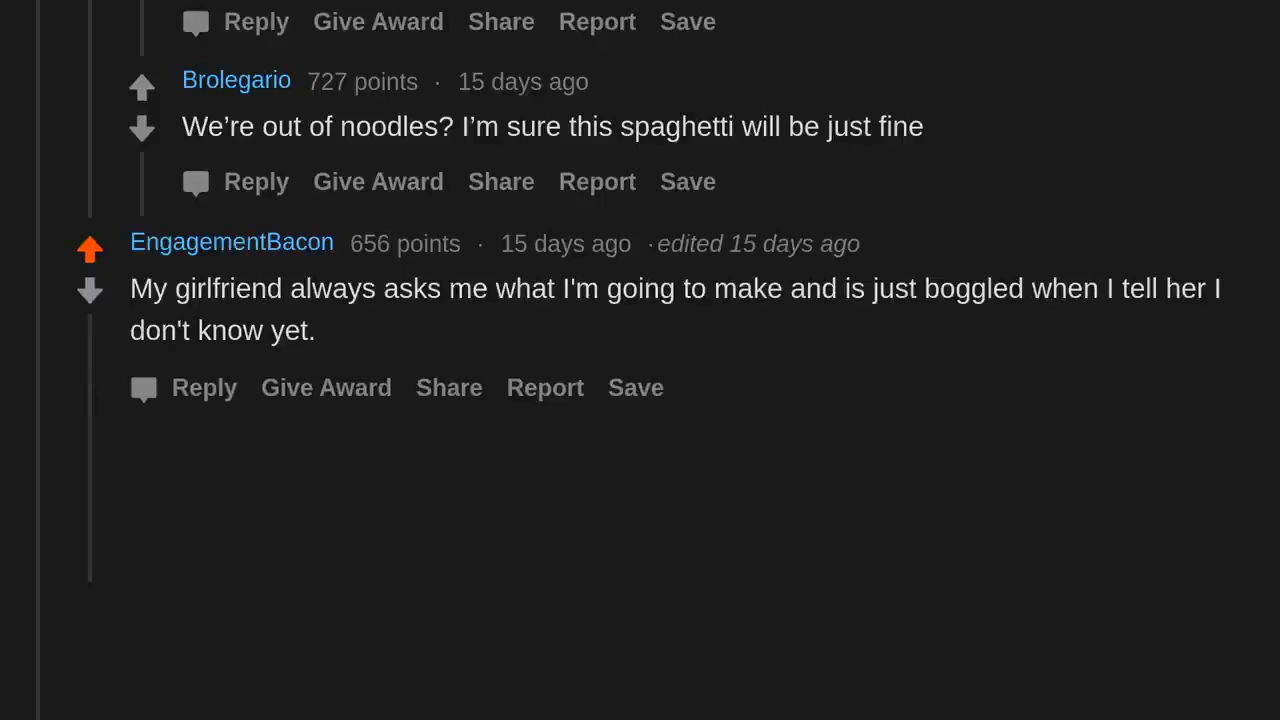 Reply Give Award Share Report Save
Brolegario 727 points · 15 days ago
We’re out of noodles? I’m sure this spaghetti will be just fine
Reply Give Award Share Report Save
EngagementBacon 656 points · 15 days ago · edited 15 days ago
My girlfriend always asks me what I'm going to make and is just boggled when I tell her I
don't know yet.
Reply Give Award Share Report Save